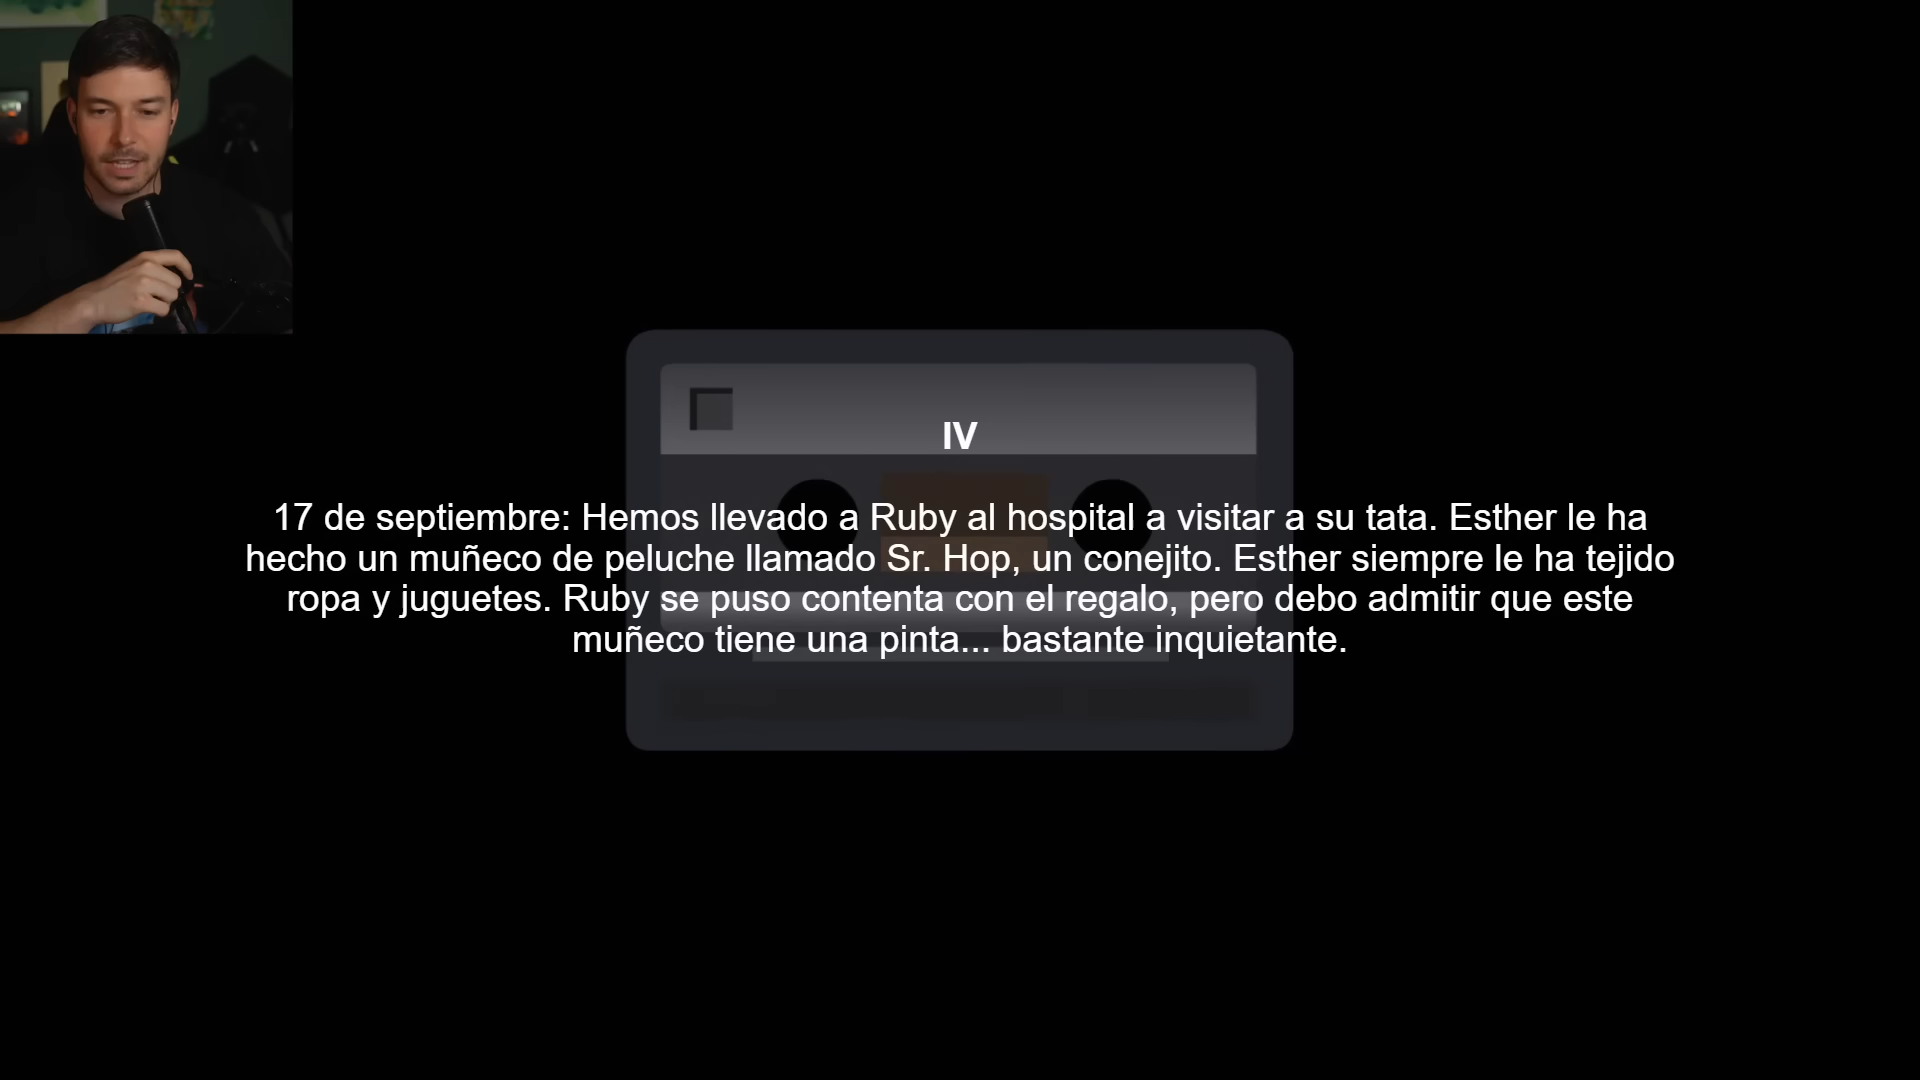 IV
17 de septiembre: Hemos llevado a Ruby al hospital a visitar a su tata. Esther le ha
hecho un muñeco de peluche llamado Sr. Hop, un conejito. Esther siempre le ha tejido
ropa y juguetes. Ruby se puso contenta con el regalo, pero debo admitir que este
muñeco tiene una pinta... bastante inquietante.